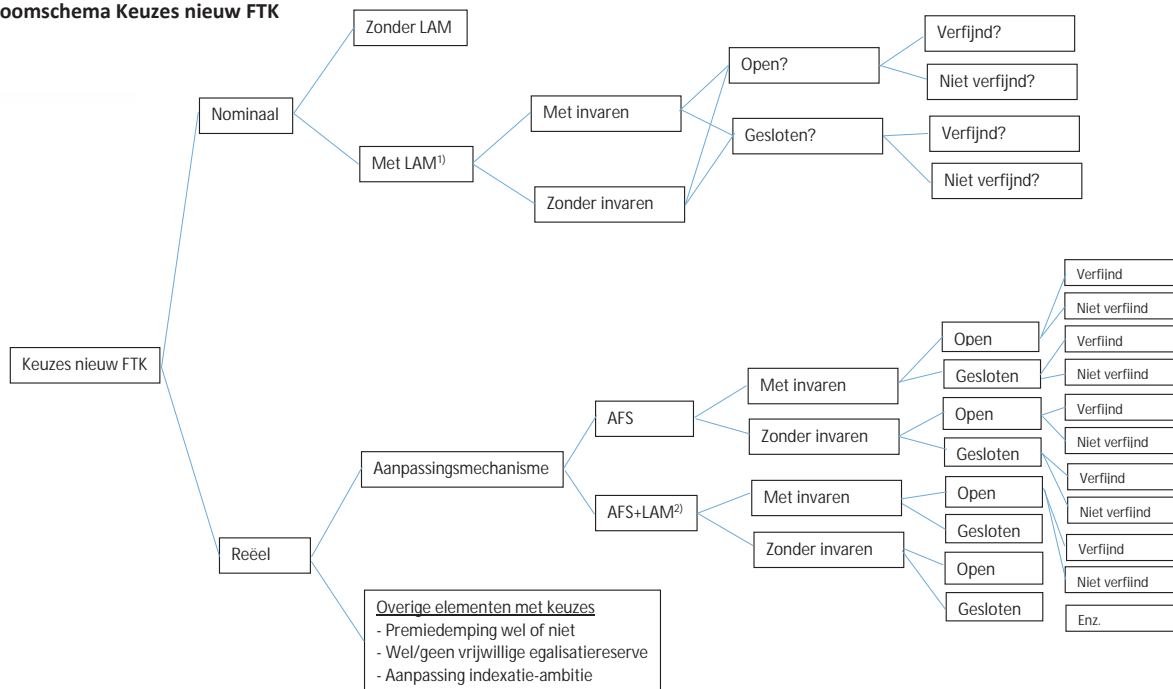 oomschema Keuzes nieuw FTK
Zonder LAM
Nominaal
Met LAM1)
Met invaren
Zonder invaren
Open?
Gesloten?
Verfijnd?
Niet verfijnd?
Verfijnd?
Niet verfijnd?
Keuzes nieuw FTK
Reëel
Aanpassingsmechanisme
AFS
AFS+LAM2)
Met invaren
Zonder invaren
Met invaren
Zonder invaren
Open
Gesloten
Open
Gesloten
Open
Gesloten
Open
Gesloten
Verfijnd
Niet verfijnd
Verfijnd
Niet verfijnd
Verfijnd
Niet verfijnd
Verfijnd
Niet verfijnd
Verfijnd
Niet verfijnd
Enz.
Overige elementen met keuzes
- Premiedemping wel of niet
- Wel/geen vrijwillige egalisatiereserve
- Aanpassing indexatie-ambitie